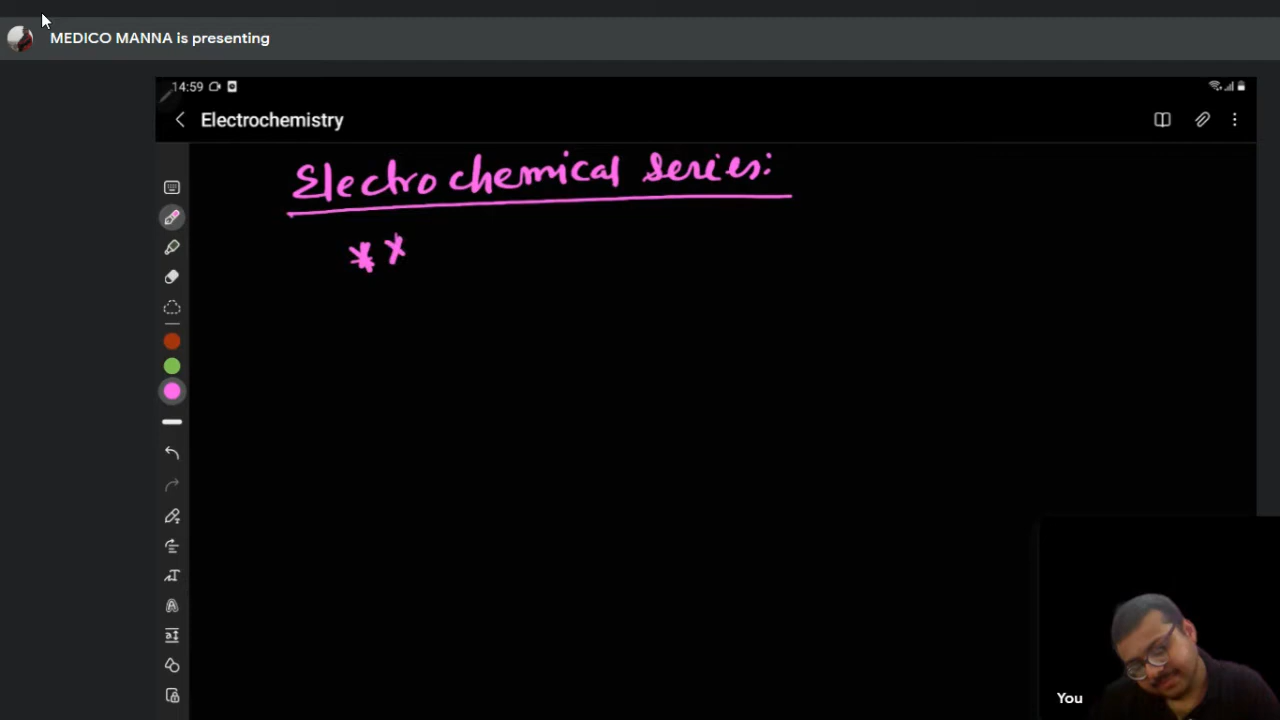 MEDICO MANNA is presenting
14:59
Electrochemistry
Electrochemical Series:
**
You